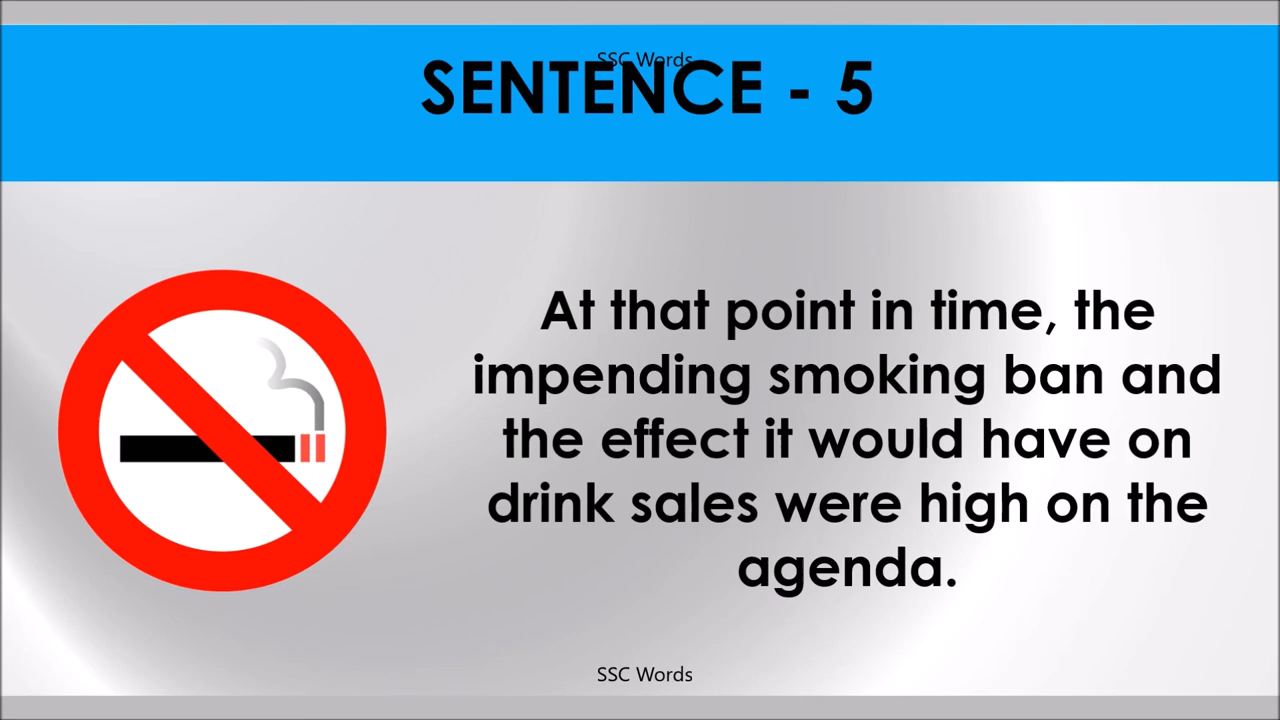 SSC Words
SENTENCE - 5
At that point in time, the
impending smoking ban and
the effect it would have on
drink sales were high on the
agenda.
SSC Words